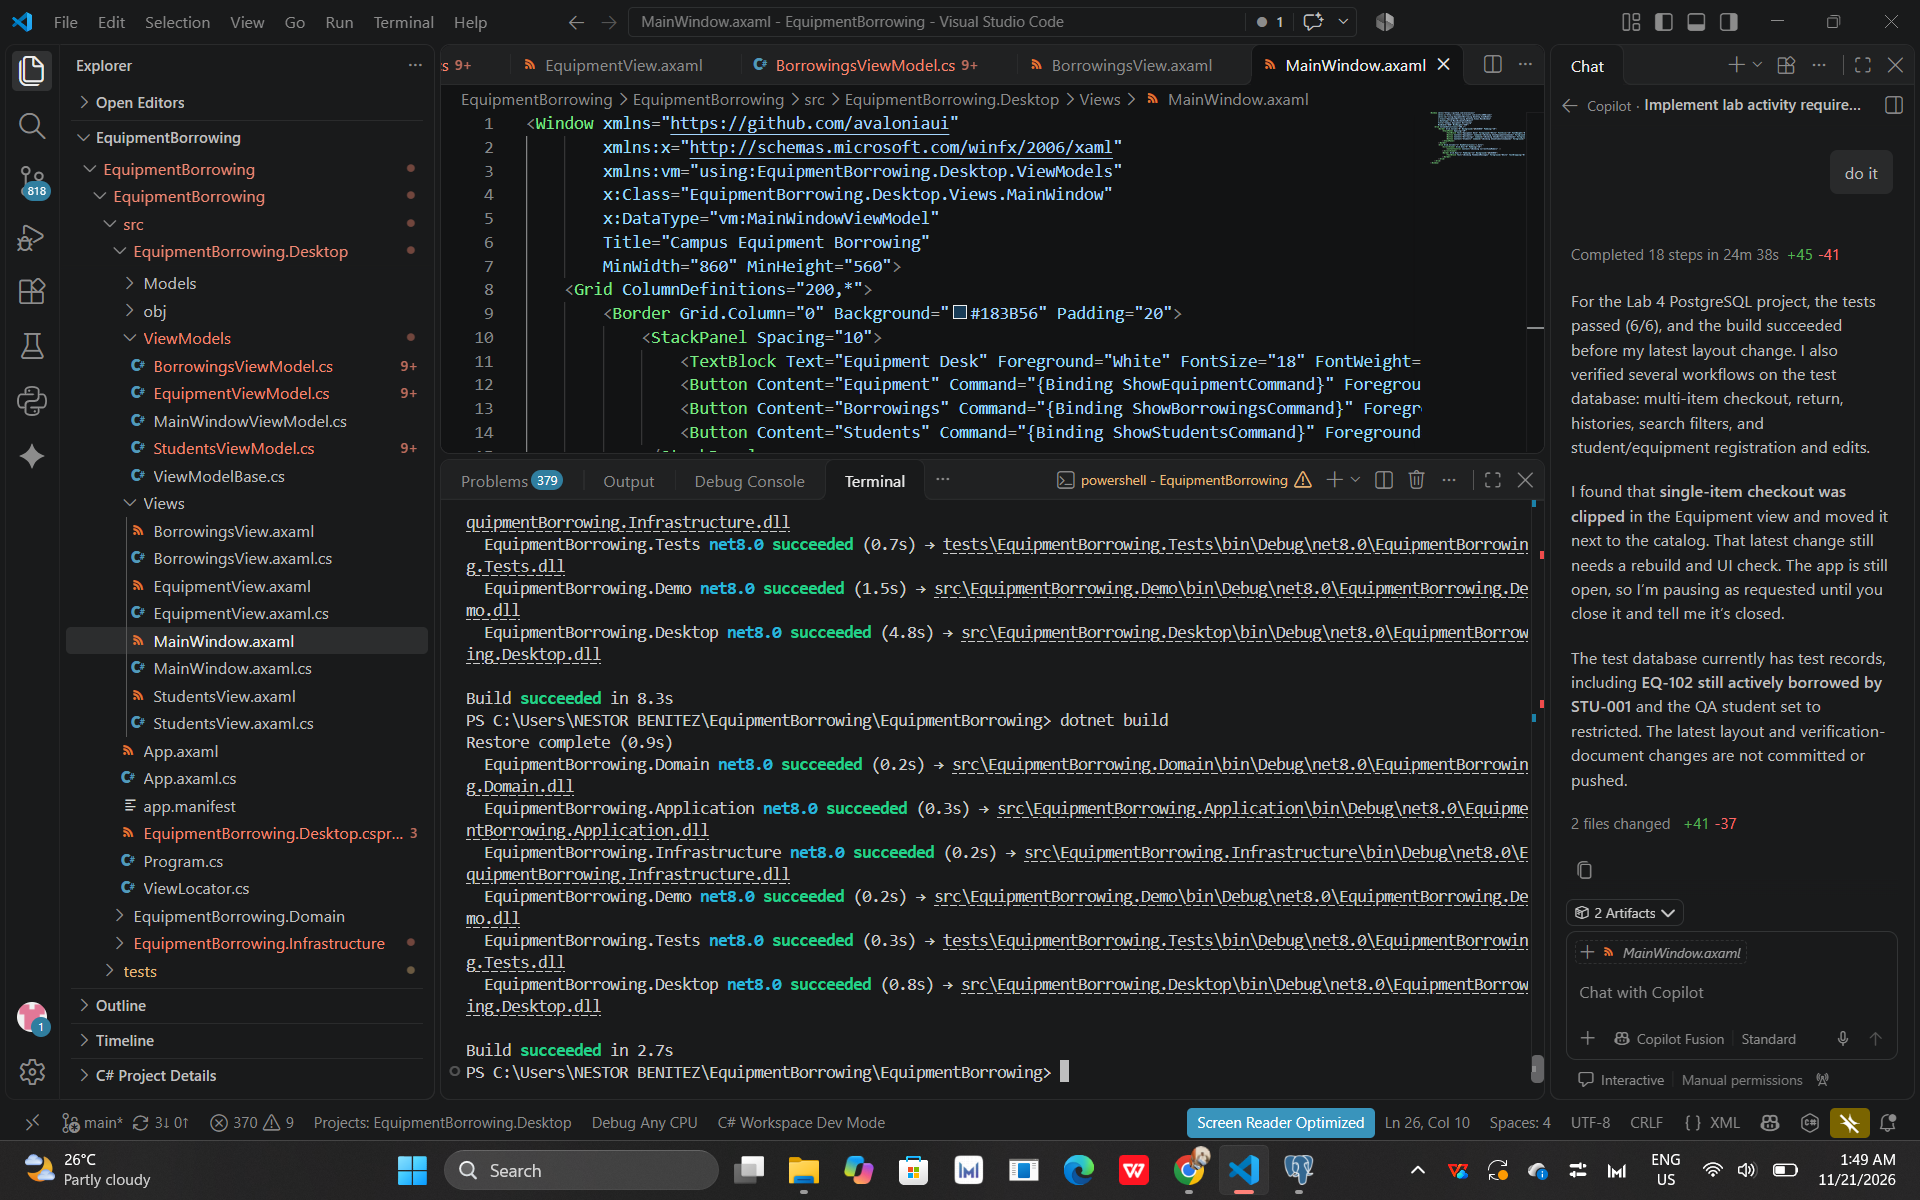 File Edit Selection View Go Run Terminal Help
MainWindow.axaml - EquipmentBorrowing - Visual Studio Code
1
Explorer
Open Editors
EquipmentBorrowing
EquipmentBorrowing
EquipmentBorrowing
src
EquipmentBorrowing.Desktop
Models
obj
ViewModels
BorrowingsViewModel.cs 9+
EquipmentViewModel.cs 9+
MainWindowViewModel.cs
StudentsViewModel.cs 9+
ViewModelBase.cs
Views
BorrowingsView.axaml
BorrowingsView.axaml.cs
EquipmentView.axaml
EquipmentView.axaml.cs
MainWindow.axaml
MainWindow.axaml.cs
StudentsView.axaml
StudentsView.axaml.cs
App.axaml
App.axaml.cs
app.manifest
EquipmentBorrowing.Desktop.cspr... 3
Program.cs
ViewLocator.cs
EquipmentBorrowing.Domain
EquipmentBorrowing.Infrastructure
tests
Outline
Timeline
C# Project Details
818
1
s 9+ EquipmentView.axaml BorrowingsViewModel.cs 9+ BorrowingsView.axaml MainWindow.axaml
EquipmentBorrowing > EquipmentBorrowing > src > EquipmentBorrowing.Desktop > Views > MainWindow.axaml
1 <Window xmlns="https://github.com/avaloniaui"
2 xmlns:x="http://schemas.microsoft.com/winfx/2006/xaml"
3 xmlns:vm="using:EquipmentBorrowing.Desktop.ViewModels"
4 x:Class="EquipmentBorrowing.Desktop.Views.MainWindow"
5 x:DataType="vm:MainWindowViewModel"
6 Title="Campus Equipment Borrowing"
7 MinWidth="860" MinHeight="560">
8 <Grid ColumnDefinitions="200,*">
9 <Border Grid.Column="0" Background="#183B56" Padding="20">
10 <StackPanel Spacing="10">
11 <TextBlock Text="Equipment Desk" Foreground="White" FontSize="18" FontWeight=
12 <Button Content="Equipment" Command="{Binding ShowEquipmentCommand}" Foregrou
13 <Button Content="Borrowings" Command="{Binding ShowBorrowingsCommand}" Foregr
14 <Button Content="Students" Command="{Binding ShowStudentsCommand}" Foreground
Problems 379 Output Debug Console Terminal
powershell - EquipmentBorrowing
quipmentBorrowing.Infrastructure.dll
EquipmentBorrowing.Tests net8.0 succeeded (0.7s) → tests\EquipmentBorrowing.Tests\bin\Debug\net8.0\EquipmentBorrowin
g.Tests.dll
EquipmentBorrowing.Demo net8.0 succeeded (1.5s) → src\EquipmentBorrowing.Demo\bin\Debug\net8.0\EquipmentBorrowing.De
mo.dll
EquipmentBorrowing.Desktop net8.0 succeeded (4.8s) → src\EquipmentBorrowing.Desktop\bin\Debug\net8.0\EquipmentBorrow
ing.Desktop.dll
Build succeeded in 8.3s
PS C:\Users\NESTOR BENITEZ\EquipmentBorrowing\EquipmentBorrowing> dotnet build
Restore complete (0.9s)
EquipmentBorrowing.Domain net8.0 succeeded (0.2s) → src\EquipmentBorrowing.Domain\bin\Debug\net8.0\EquipmentBorrowin
g.Domain.dll
EquipmentBorrowing.Application net8.0 succeeded (0.3s) → src\EquipmentBorrowing.Application\bin\Debug\net8.0\Equipme
ntBorrowing.Application.dll
EquipmentBorrowing.Infrastructure net8.0 succeeded (0.2s) → src\EquipmentBorrowing.Infrastructure\bin\Debug\net8.0\E
quipmentBorrowing.Infrastructure.dll
EquipmentBorrowing.Demo net8.0 succeeded (0.2s) → src\EquipmentBorrowing.Demo\bin\Debug\net8.0\EquipmentBorrowing.De
mo.dll
EquipmentBorrowing.Tests net8.0 succeeded (0.3s) → tests\EquipmentBorrowing.Tests\bin\Debug\net8.0\EquipmentBorrowin
g.Tests.dll
EquipmentBorrowing.Desktop net8.0 succeeded (0.8s) → src\EquipmentBorrowing.Desktop\bin\Debug\net8.0\EquipmentBorrow
ing.Desktop.dll
Build succeeded in 2.7s
PS C:\Users\NESTOR BENITEZ\EquipmentBorrowing\EquipmentBorrowing>
Chat
Copilot · Implement lab activity require...
do it
Completed 18 steps in 24m 38s +45 -41
For the Lab 4 PostgreSQL project, the tests
passed (6/6), and the build succeeded
before my latest layout change. I also
verified several workflows on the test
database: multi-item checkout, return,
histories, search filters, and
student/equipment registration and edits.
I found that single-item checkout was
clipped in the Equipment view and moved it
next to the catalog. That latest change still
needs a rebuild and UI check. The app is still
open, so I'm pausing as requested until you
close it and tell me it's closed.
The test database currently has test records,
including EQ-102 still actively borrowed by
STU-001 and the QA student set to
restricted. The latest layout and verification-
document changes are not committed or
pushed.
2 files changed +41 -37
2 Artifacts
MainWindow.axaml
Chat with Copilot
Copilot Fusion Standard
Interactive Manual permissions
main* 3↓ 0↑ 370 9 Projects: EquipmentBorrowing.Desktop Debug Any CPU C# Workspace Dev Mode
Screen Reader Optimized Ln 26, Col 10 Spaces: 4 UTF-8 CRLF {} XML
26°C
Partly cloudy
Search
ENG
US
1:49 AM
11/21/2026